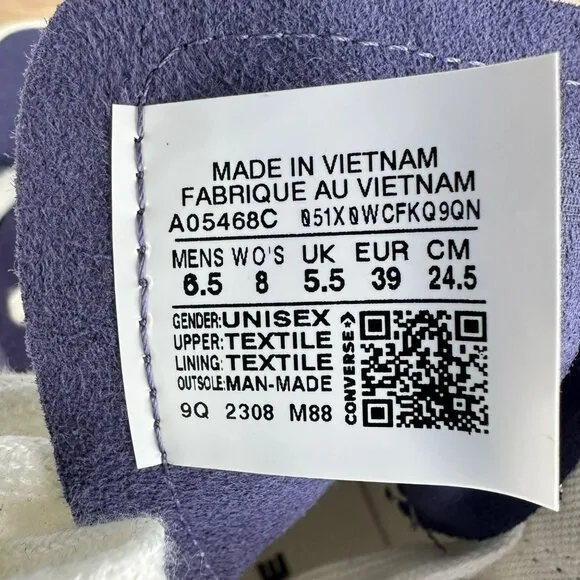 MADE IN VIETNAM
FABRIQUE AU VIETNAM
A05468C 051X0WCFKQ9QN
MENS WO'S UK EUR CM
6.5 8 5.5 39 24.5
GENDER:UNISEX
UPPER:TEXTILE
LINING:TEXTILE
OUTSOLE:MAN-MADE
CONVERSE
9Q 2308 M88
E